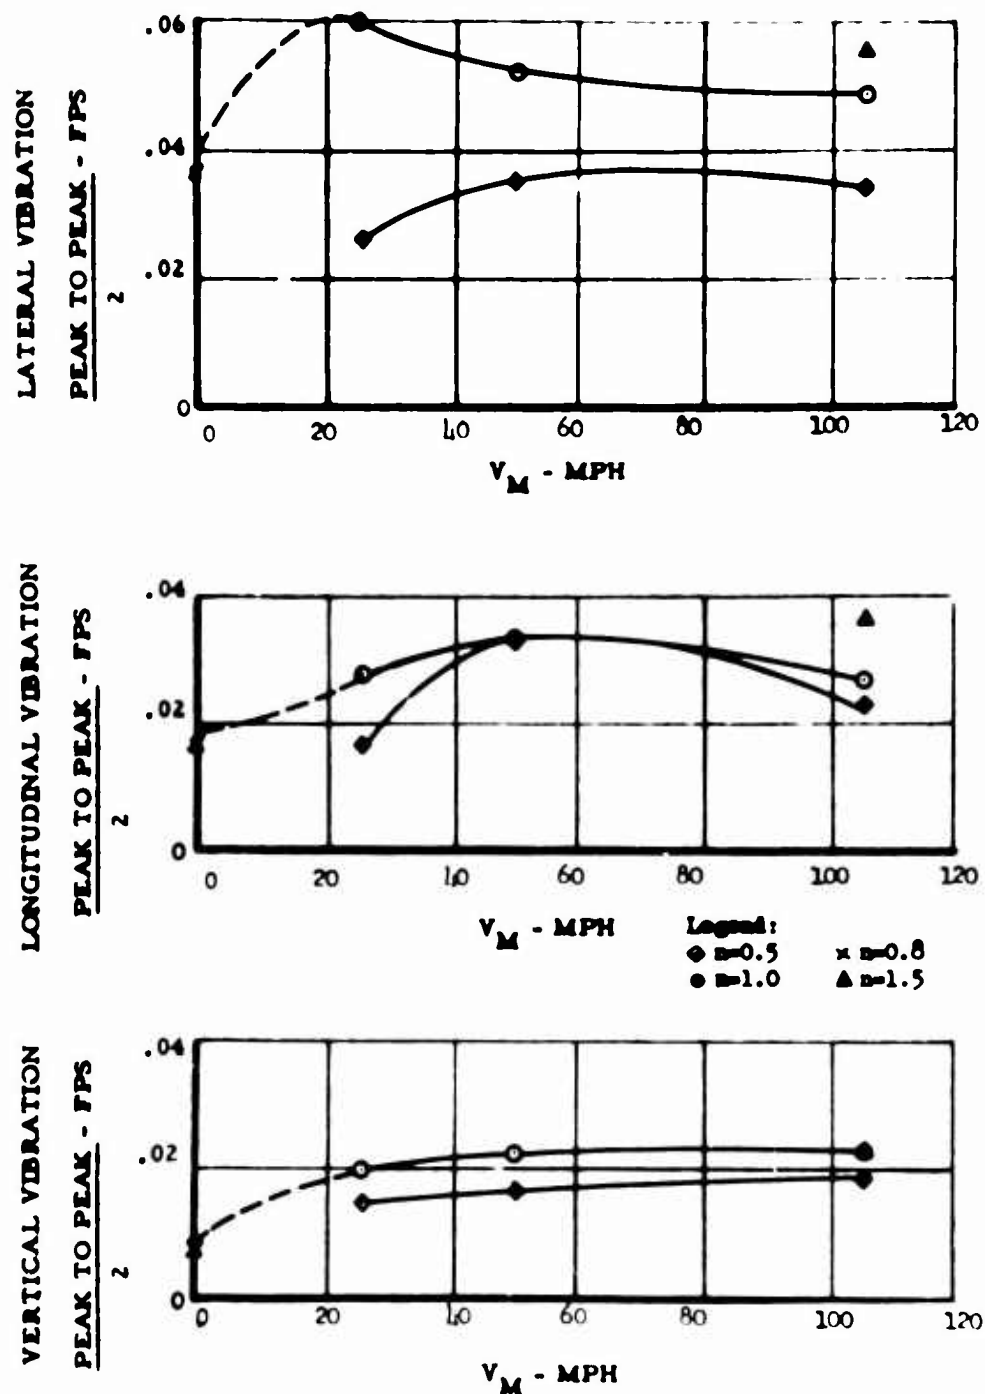 LATERAL VIBRATION
PEAK TO PEAK - FPS
2
.06
.04
.02
0
0 20 40 60 80 100 120
V_M - MPH
LONGITUDINAL VIBRATION
PEAK TO PEAK - FPS
2
.04
.02
0
0 20 40 60 80 100 120
V_M - MPH
Legend:
◆ n=0.5 × n=0.8
● n=1.0 ▲ n=1.5
VERTICAL VIBRATION
PEAK TO PEAK - FPS
2
.04
.02
0
0 20 40 60 80 100 120
V_M - MPH